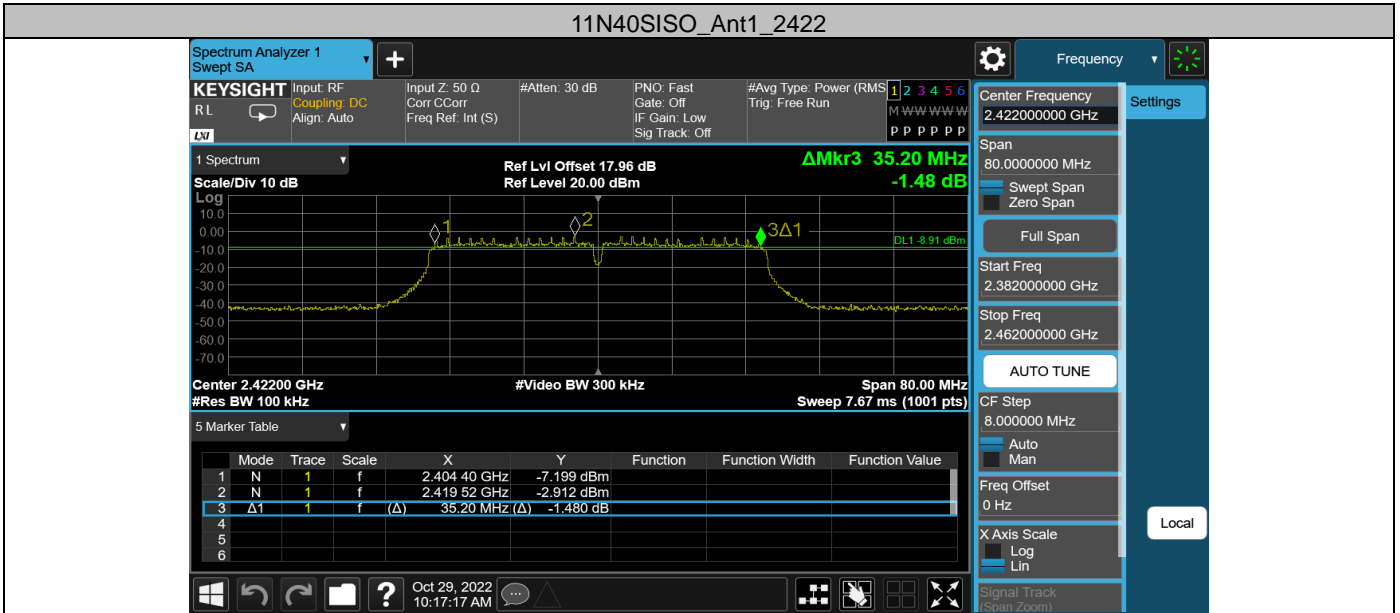 11N40SISO_Ant1_2422
Spectrum Analyzer 1
Swept SA
Frequency
KEYSIGHT
RL
LXI
Input: RF
Coupling: DC
Align: Auto
Input Z: 50 Ω
Corr CCorr
Freq Ref: Int (S)
#Atten: 30 dB
PNO: Fast
Gate: Off
IF Gain: Low
Sig Track: Off
#Avg Type: Power (RMS
Trig: Free Run
1 2 3 4 5 6
M W W W W W
P P P P P P
1 Spectrum
Scale/Div 10 dB
Ref Lvl Offset 17.96 dB
Ref Level 20.00 dBm
ΔMkr3 35.20 MHz
-1.48 dB
Log
10.0
0.00
-10.0
-20.0
-30.0
-40.0
-50.0
-60.0
-70.0
1
2
3Δ1
DL1 -8.91 dBm
Center 2.42200 GHz
#Video BW 300 kHz
Span 80.00 MHz
#Res BW 100 kHz
Sweep 7.67 ms (1001 pts)
5 Marker Table
Mode Trace Scale X Y Function Function Width Function Value
1 N 1 f 2.404 40 GHz -7.199 dBm
2 N 1 f 2.419 52 GHz -2.912 dBm
3 Δ1 1 f (Δ) 35.20 MHz (Δ) -1.480 dB
4
5
6
Oct 29, 2022
10:17:17 AM
Center Frequency
2.422000000 GHz
Settings
Span
80.0000000 MHz
Swept Span
Zero Span
Full Span
Start Freq
2.382000000 GHz
Stop Freq
2.462000000 GHz
AUTO TUNE
CF Step
8.000000 MHz
Auto
Man
Freq Offset
0 Hz
Local
X Axis Scale
Log
Lin
Signal Track
(Span Zoom)